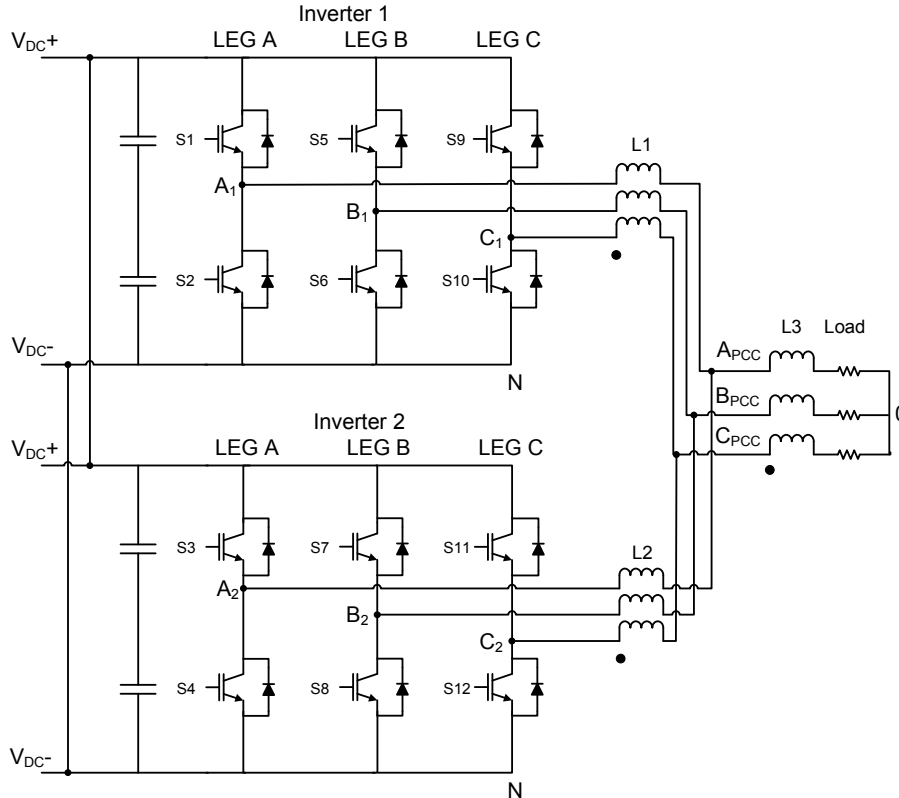 Inverter 1
LEG A LEG B LEG C
VDC+
S1 S5 S9
L1
A1
B1
C1
S2 S6 S10
VDC-
N
L3 Load
APCC
BPCC
CPCC
Inverter 2
LEG A LEG B LEG C
VDC+
S3 S7 S11
L2
A2
B2
C2
S4 S8 S12
VDC-
N